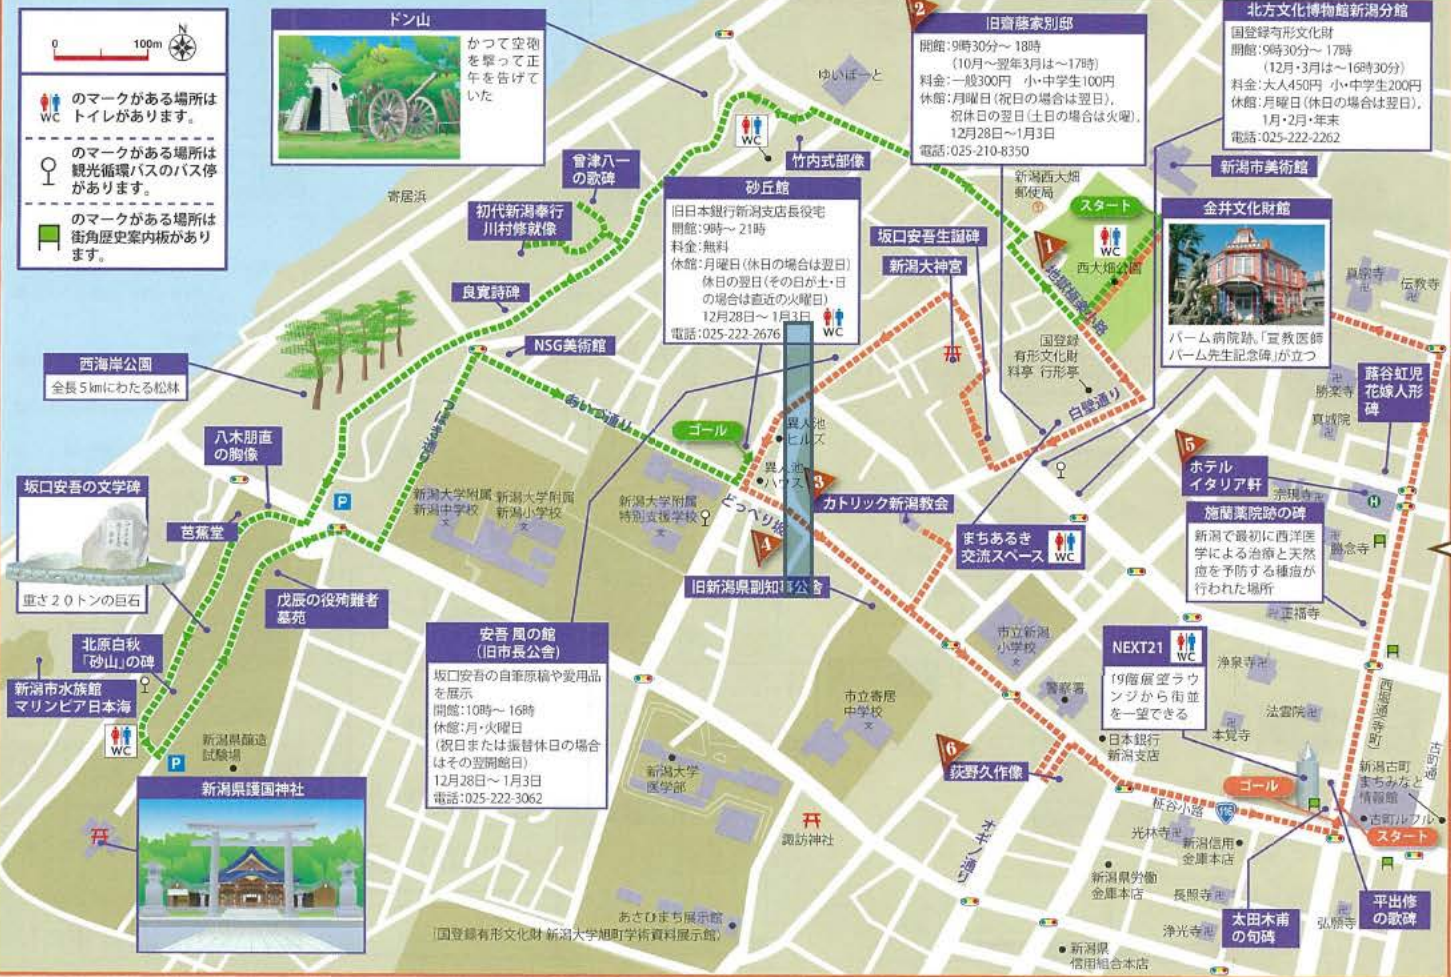 0 100m
N
のマークがある場所は
トイレがあります。
のマークがある場所は
観光循環バスのバス停
があります。
のマークがある場所は
街角歴史案内板があり
ます。
ドン山
かつて空砲
を撃って正
午を告げて
いた
2
旧齋藤家別邸
開館:9時30分〜18時
(10月〜翌年3月は〜17時)
料金:一般300円 小・中学生100円
休館:月曜日(祝日の場合は翌日)、
祝休日の翌日(土日の場合は火曜)、
12月28日〜1月3日
電話:025-210-8350
北方文化博物館新潟分館
国登録有形文化財
開館:9時30分〜17時
(12月・3月は〜16時30分)
料金:大人450円 小・中学生200円
休館:月曜日(休日の場合は翌日)、
1月・2月・年末
電話:025-222-2262
ゆいぽーと
WC
竹内式部像
會津八一
の歌碑
寄居浜
初代新潟奉行
川村修就像
良寛詩碑
砂丘館
旧日本銀行新潟支店長役宅
開館:9時〜21時
料金:無料
休館:月曜日(休日の場合は翌日)
休日の翌日(その日が土・日
の場合は直近の火曜日)
12月28日〜1月3日
電話:025-222-2676
WC
新潟西大畑
郵便局
スタート
1
WC
西大畑公園
地獄極楽小路
新潟市美術館
金井文化財館
パーム病院跡。「宣教医師
パーム先生記念碑」が立つ
坂口安吾生誕碑
新潟大神宮
国登録
有形文化財
料亭 行形亭
白壁通り
真宗寺
伝教寺
勝楽寺
真城院
蕗谷虹児
花嫁人形
碑
NSG美術館
西海岸公園
全長5kmにわたる松林
あいづ通り
ゴール
異人池
ヒルズ
異人池
ハウス
3
カトリック新潟教会
どっぺり坂
4
旧新潟県副知事公舎
5
ホテル
イタリア軒
宗現寺
H
勝念寺
まちあるき
交流スペース
WC
施蘭薬院跡の碑
新潟で最初に西洋医
学による治療と天然
痘を予防する種痘が
行われた場所
正福寺
八木朋直
の胸像
坂口安吾の文学碑
重さ20トンの巨石
芭蕉堂
P
新潟大学附属
新潟中学校
新潟大学附属
新潟小学校
新潟大学附属
特別支援学校
戊辰の役殉難者
墓苑
北原白秋
「砂山」の碑
新潟市水族館
マリンピア日本海
WC
P
新潟県醸造
試験場
新潟県護国神社
安吾 風の館
(旧市長公舎)
坂口安吾の自筆原稿や愛用品
を展示
開館:10時〜16時
休館:月・火曜日
(祝日または振替休日の場合
はその翌開館日)
12月28日〜1月3日
電話:025-222-3062
市立新潟
小学校
警察署
市立寄居
中学校
新潟大学
医学部
諏訪神社
あさひまち展示館
(国登録有形文化財 新潟大学旭町学術資料展示館)
NEXT21
WC
19階展望ラウ
ンジから街並
を一望できる
浄泉寺
法雲院
本覚寺
日本銀行
新潟支店
6
荻野久作像
オギノ通り
柾谷小路
116
ゴール
西堀通(寺町)
古町通
新潟古町
まちみなと
情報館
古町ルフル
スタート
光林寺
新潟信用
金庫本店
新潟県労働
金庫本店
長照寺
浄光寺
新潟県
信用組合本店
太田木甫
の句碑
平出修
の歌碑
弘願寺